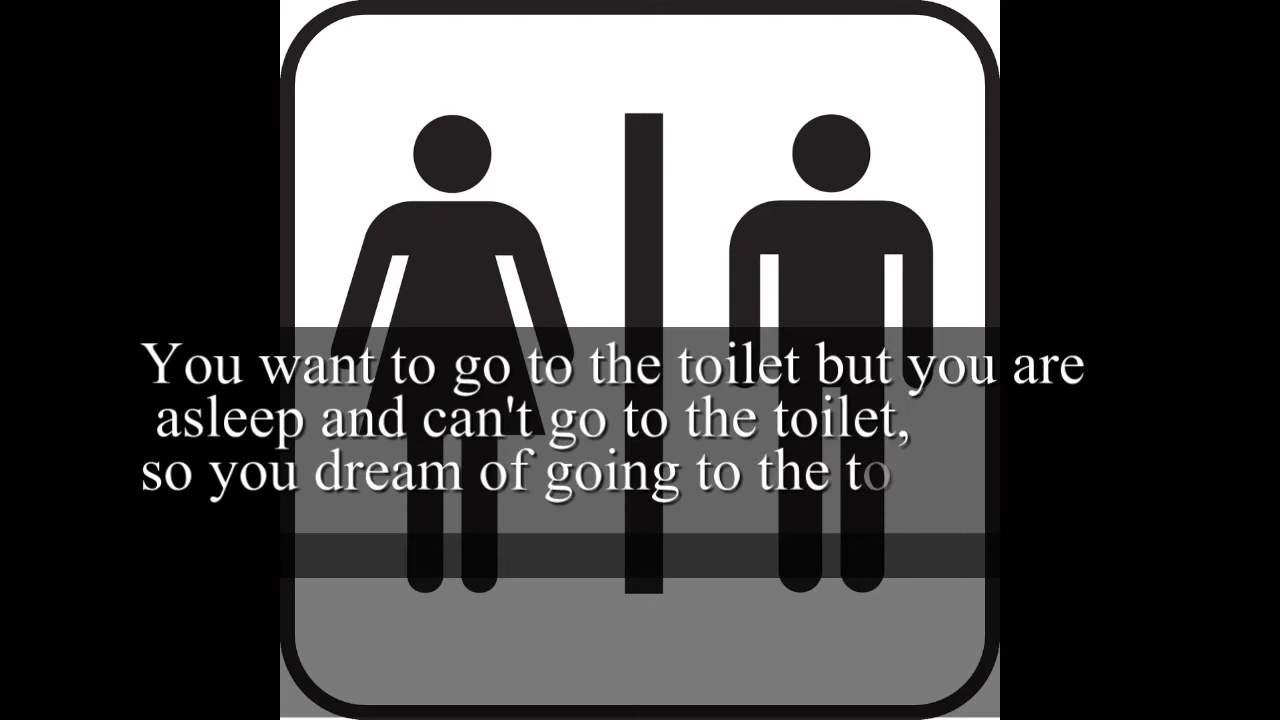 You want to go to the toilet but you are
asleep and can't go to the toilet,
so you dream of going to the to